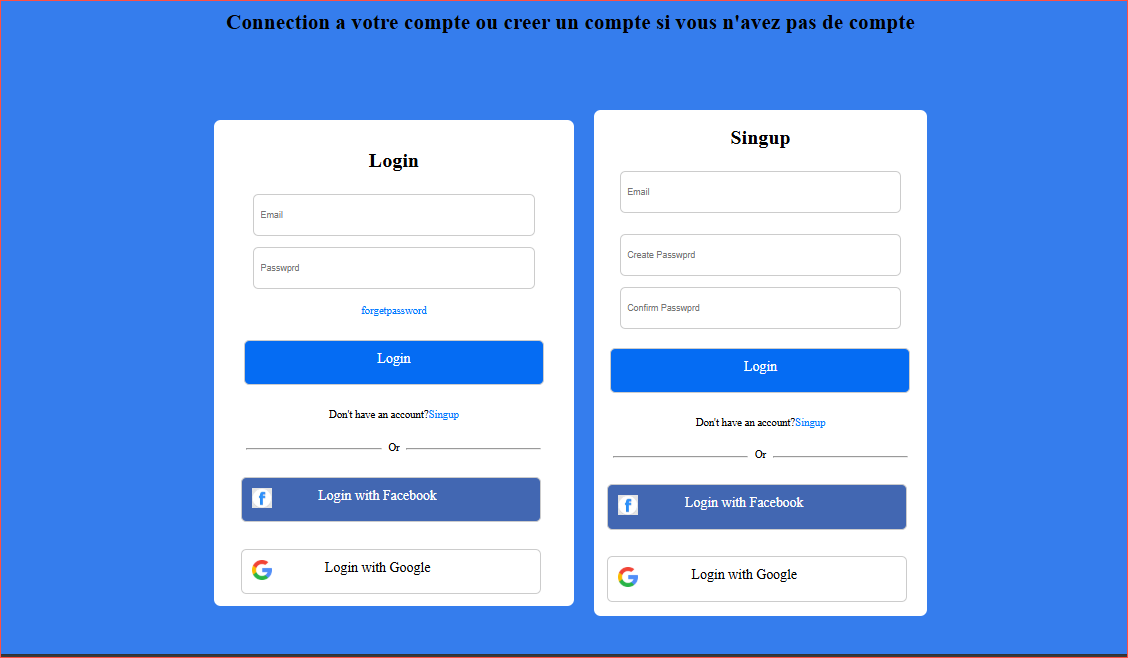 Connection a votre compte ou creer un compte si vous n'avez pas de compte
Login
Email
Passwprd
forgetpassword
Login
Don't have an account?Singup
Or
Login with Facebook
Login with Google
Singup
Email
Create Passwprd
Confirm Passwprd
Login
Don't have an account?Singup
Or
Login with Facebook
Login with Google